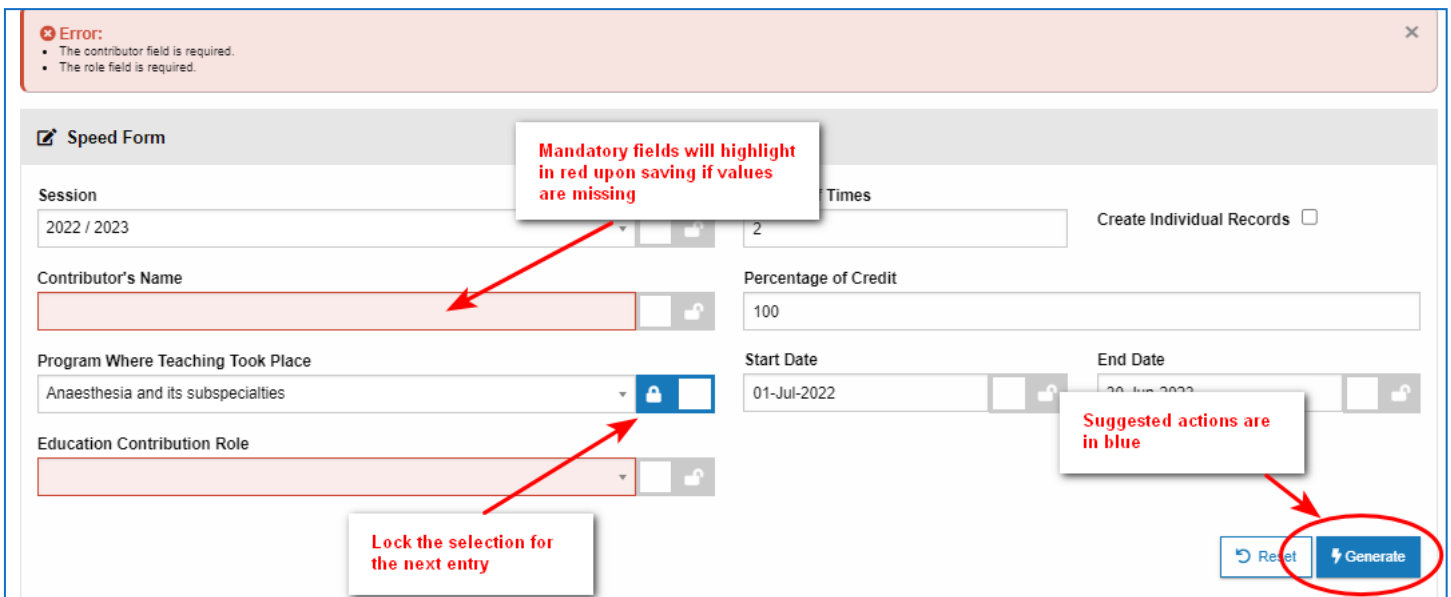 Error:
The contributor field is required.
The role field is required.
Speed Form
Mandatory fields will highlight
in red upon saving if values
are missing
Session
Times
2022 / 2023
2
Create Individual Records
Contributor's Name
Percentage of Credit
100
Program Where Teaching Took Place
Start Date
End Date
Anaesthesia and its subspecialties
01-Jul-2022
30-Jun-2023
Suggested actions are
in blue
Education Contribution Role
Lock the selection for
the next entry
Reset
Generate